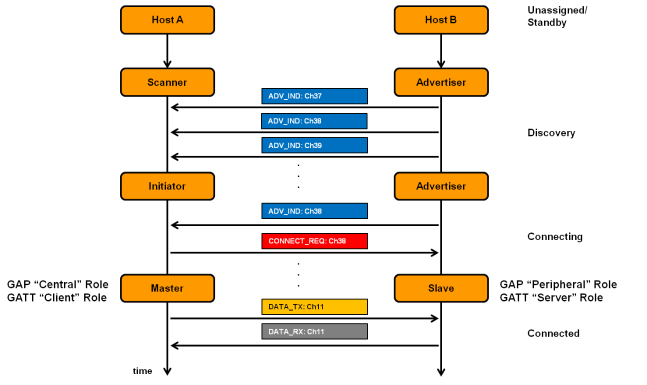 Host A
Host B
Unassigned/
Standby
Scanner
Advertiser
ADV_IND: Ch37
ADV_IND: Ch38
Discovery
ADV_IND: Ch39
Initiator
Advertiser
ADV_IND: Ch38
CONNECT_REQ: Ch38
Connecting
GAP “Central” Role
GATT “Client” Role
Master
Slave
GAP “Peripheral” Role
GATT “Server” Role
DATA_TX: Ch11
DATA_RX: Ch11
Connected
time